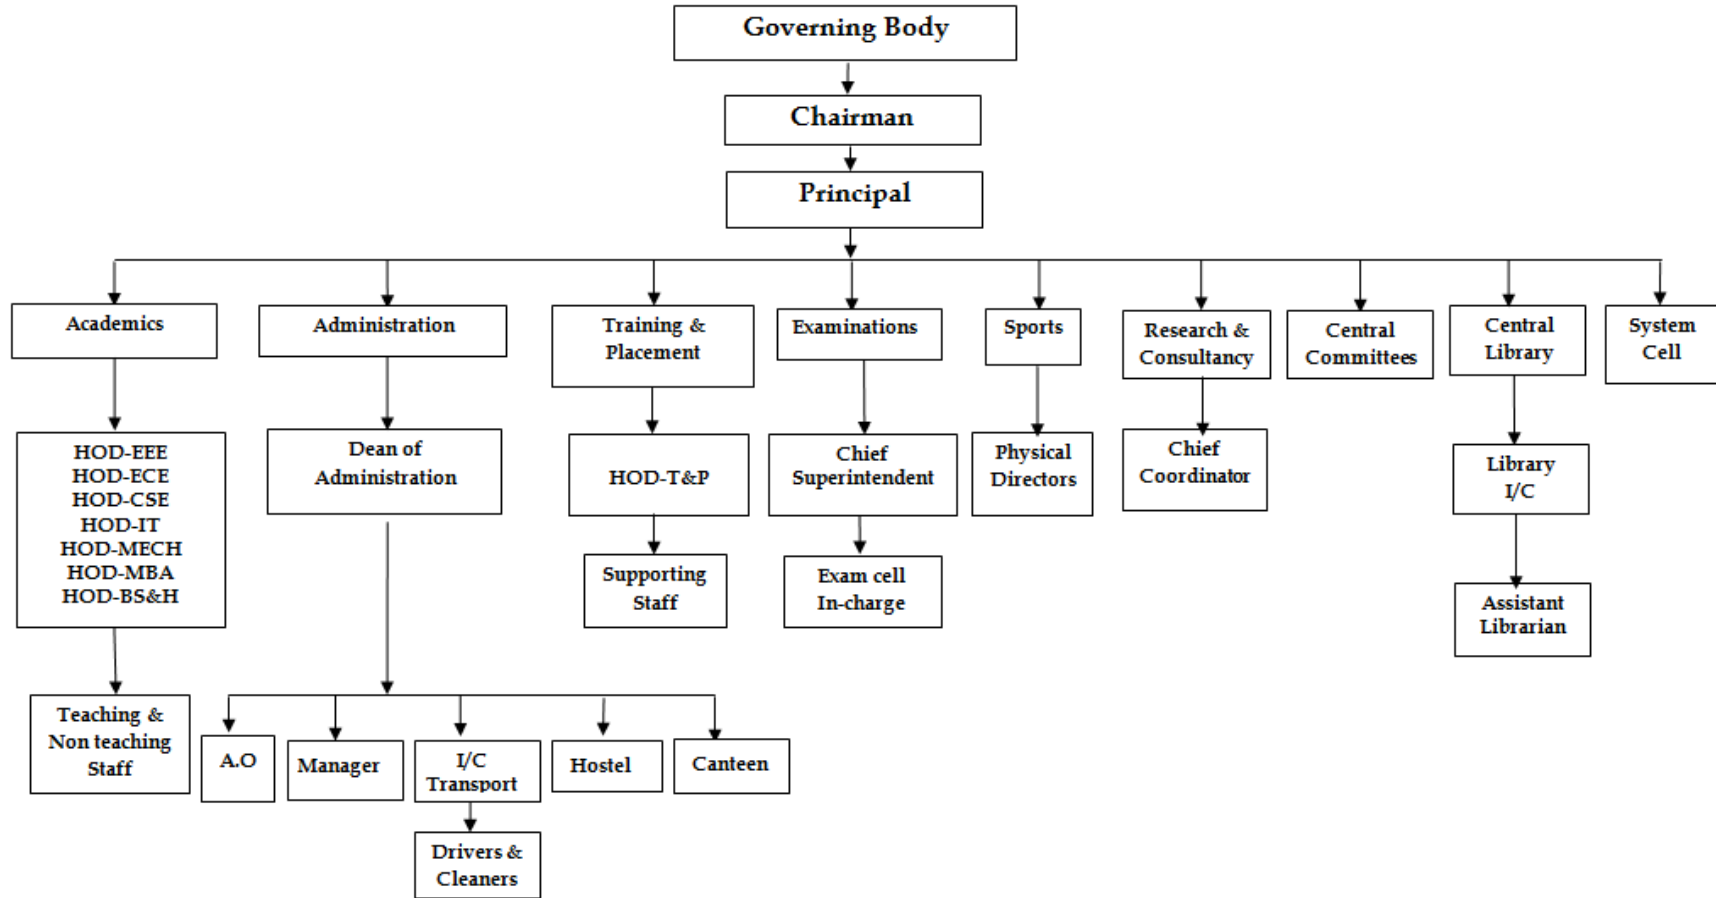 Governing Body
Chairman
Principal
Academics
Administration
Training &
Placement
Examinations
Sports
Research &
Consultancy
Central
Committees
Central
Library
System
Cell
HOD-EEE
HOD-ECE
HOD-CSE
HOD-IT
HOD-MECH
HOD-MBA
HOD-BS&H
Dean of
Administration
HOD-T&P
Chief
Superintendent
Physical
Directors
Chief
Coordinator
Library
I/C
Supporting
Staff
Exam cell
In-charge
Assistant
Librarian
Teaching &
Non teaching
Staff
A.O
Manager
I/C
Transport
Hostel
Canteen
Drivers &
Cleaners